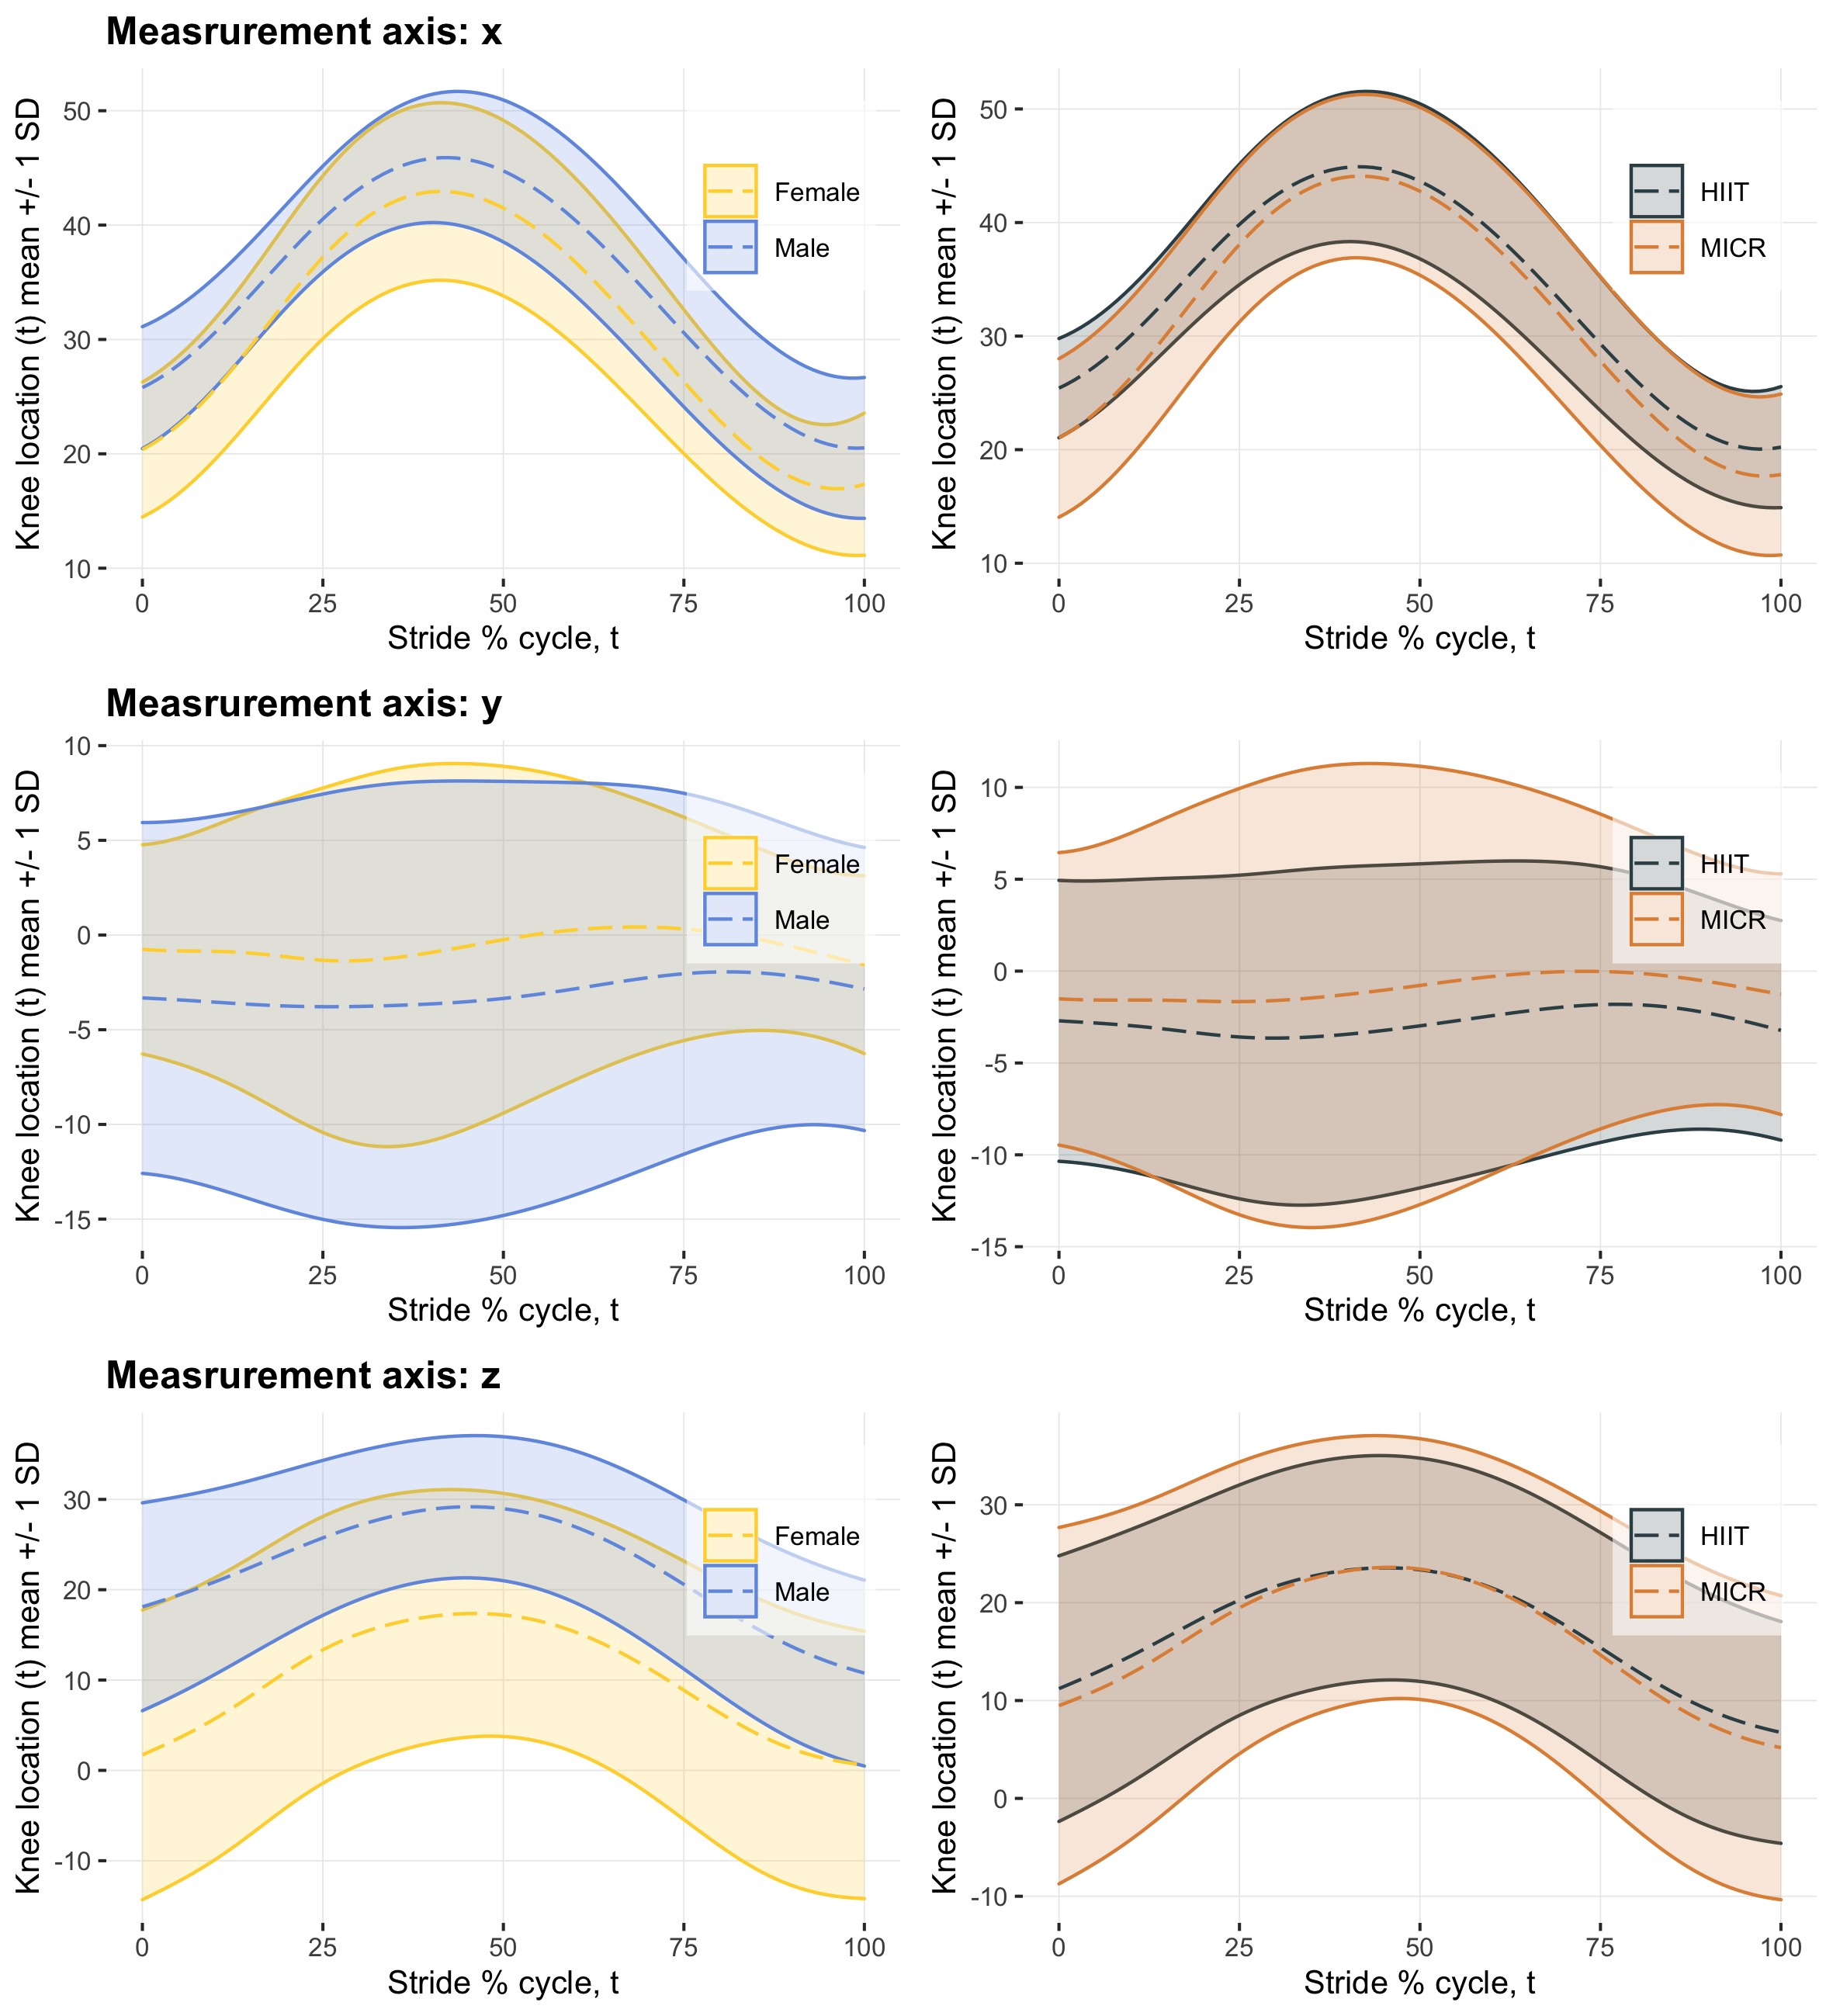 Measrurement axis: x
Knee location (t) mean +/- 1 SD
50
40
30
20
10
0 25 50 75 100
Stride % cycle, t
Female
Male
Knee location (t) mean +/- 1 SD
50
40
30
20
10
0 25 50 75 100
Stride % cycle, t
HIIT
MICR
Measrurement axis: y
Knee location (t) mean +/- 1 SD
10
5
0
-5
-10
-15
0 25 50 75 100
Stride % cycle, t
Female
Male
Knee location (t) mean +/- 1 SD
10
5
0
-5
-10
-15
0 25 50 75 100
Stride % cycle, t
HIIT
MICR
Measrurement axis: z
Knee location (t) mean +/- 1 SD
30
20
10
0
-10
0 25 50 75 100
Stride % cycle, t
Female
Male
Knee location (t) mean +/- 1 SD
30
20
10
0
-10
0 25 50 75 100
Stride % cycle, t
HIIT
MICR